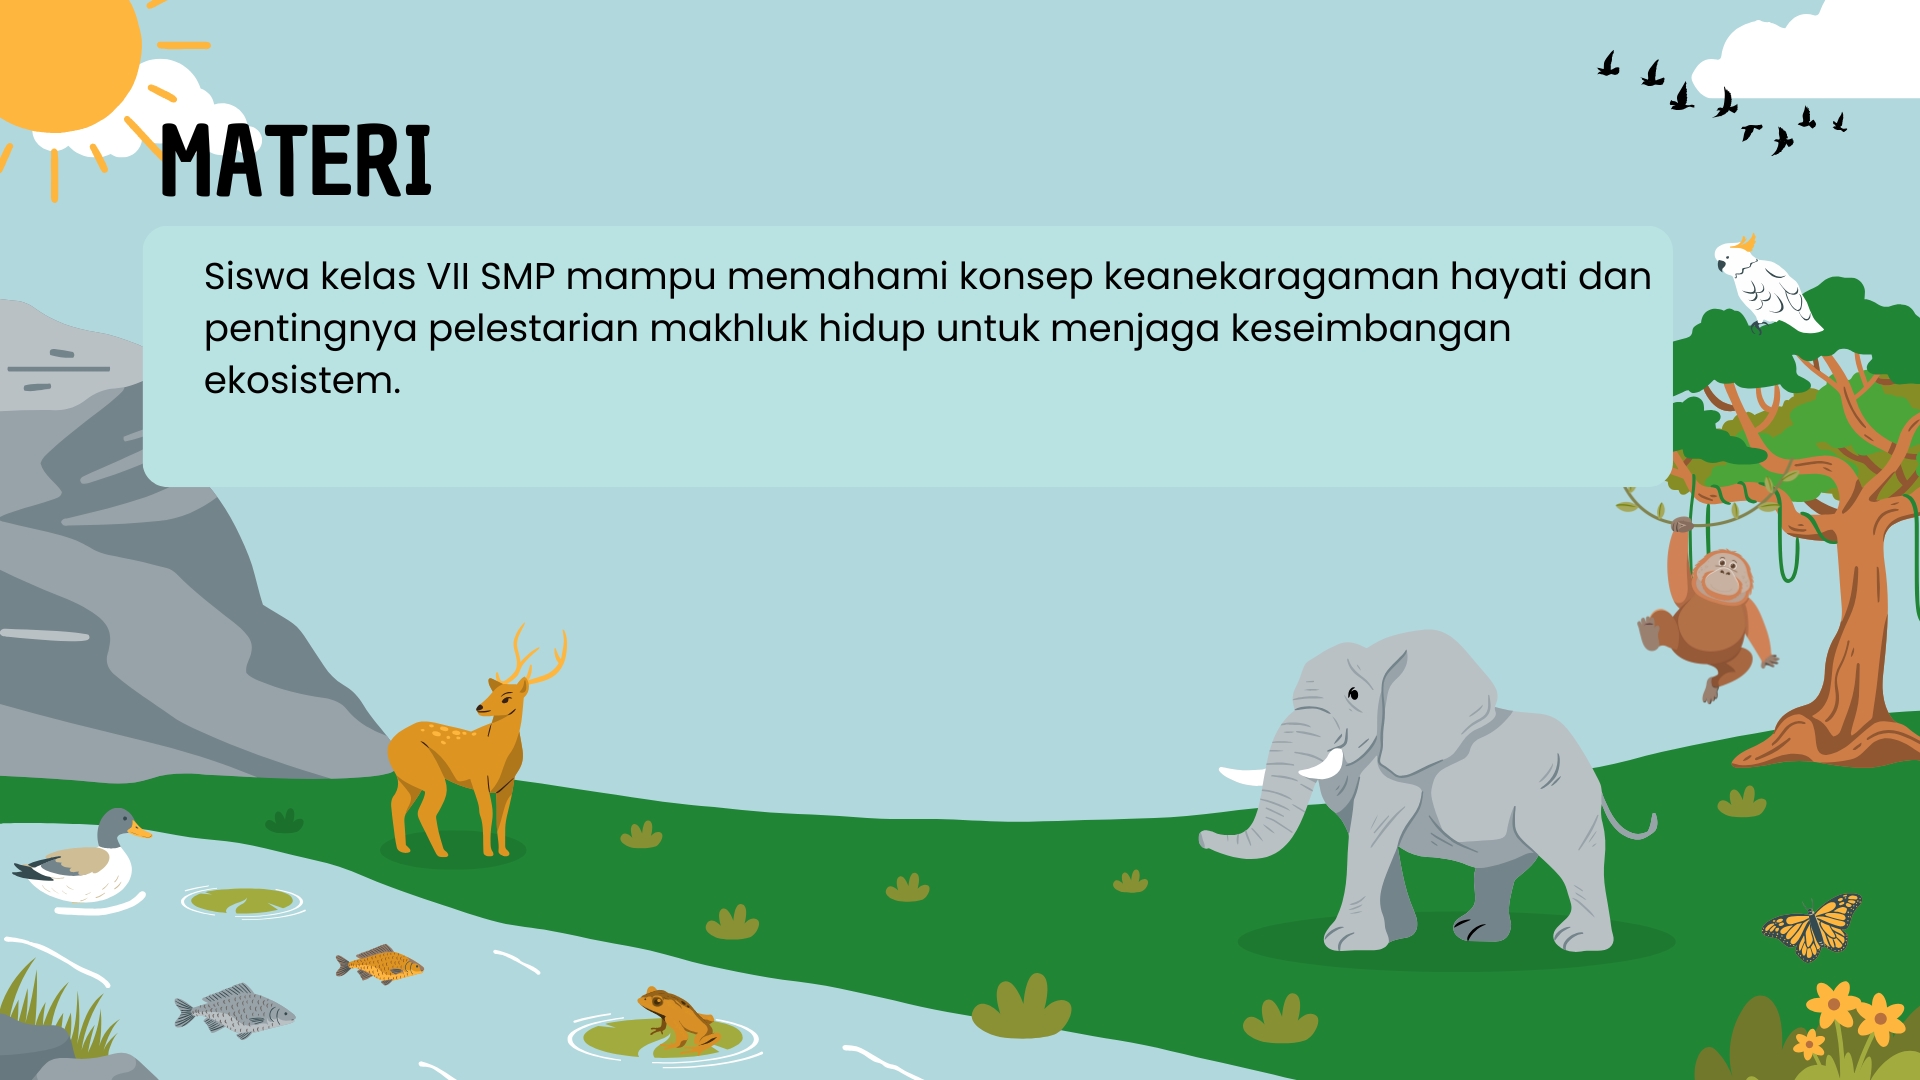 MATERI
Siswa kelas VII SMP mampu memahami konsep keanekaragaman hayati dan
pentingnya pelestarian makhluk hidup untuk menjaga keseimbangan
ekosistem.